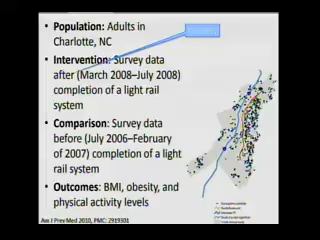 • Population: Adults in
Charlotte, NC
• Intervention: Survey data
after (March 2008–July 2008)
completion of a light rail
system
• Comparison: Survey data
before (July 2006–February
of 2007) completion of a light
rail system
• Outcomes: BMI, obesity, and
physical activity levels
Am J Prev Med 2010, PMC: 2919301